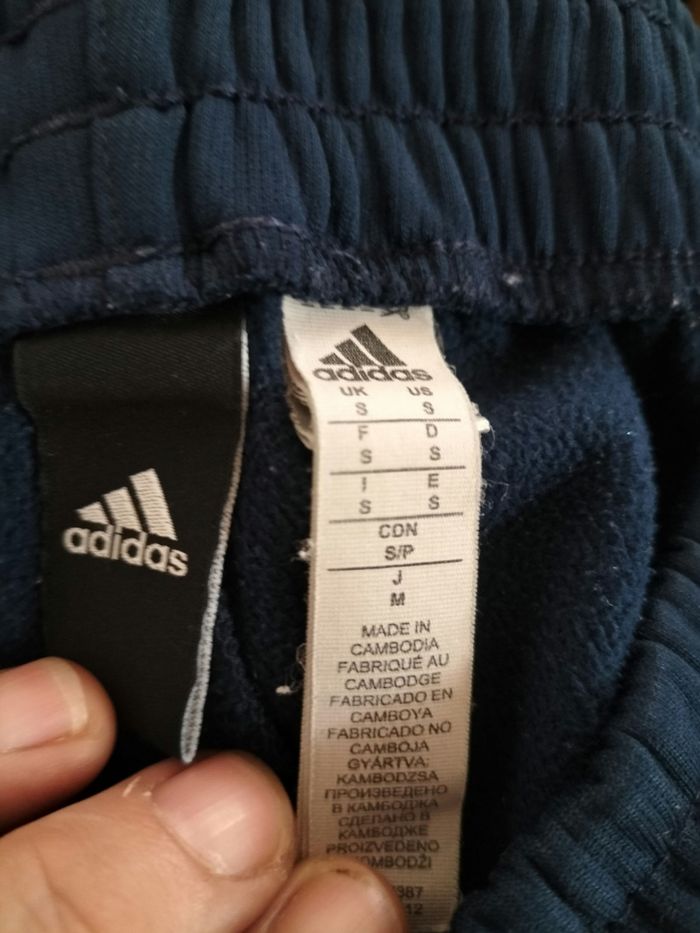 adidas
adidas
UK US
S S
F D
S S
I E
S S
CDN
S/P
J
M
MADE IN
CAMBODIA
FABRIQUÉ AU
CAMBODGE
FABRICADO EN
CAMBOYA
FABRICADO NO
CAMBOJA
GYÁRTVA:
KAMBODZSA
ПРОИЗВЕДЕНО
В КАМБОДЖА
СДЕЛАНО В
КАМБОДЖЕ
PROIZVEDENO